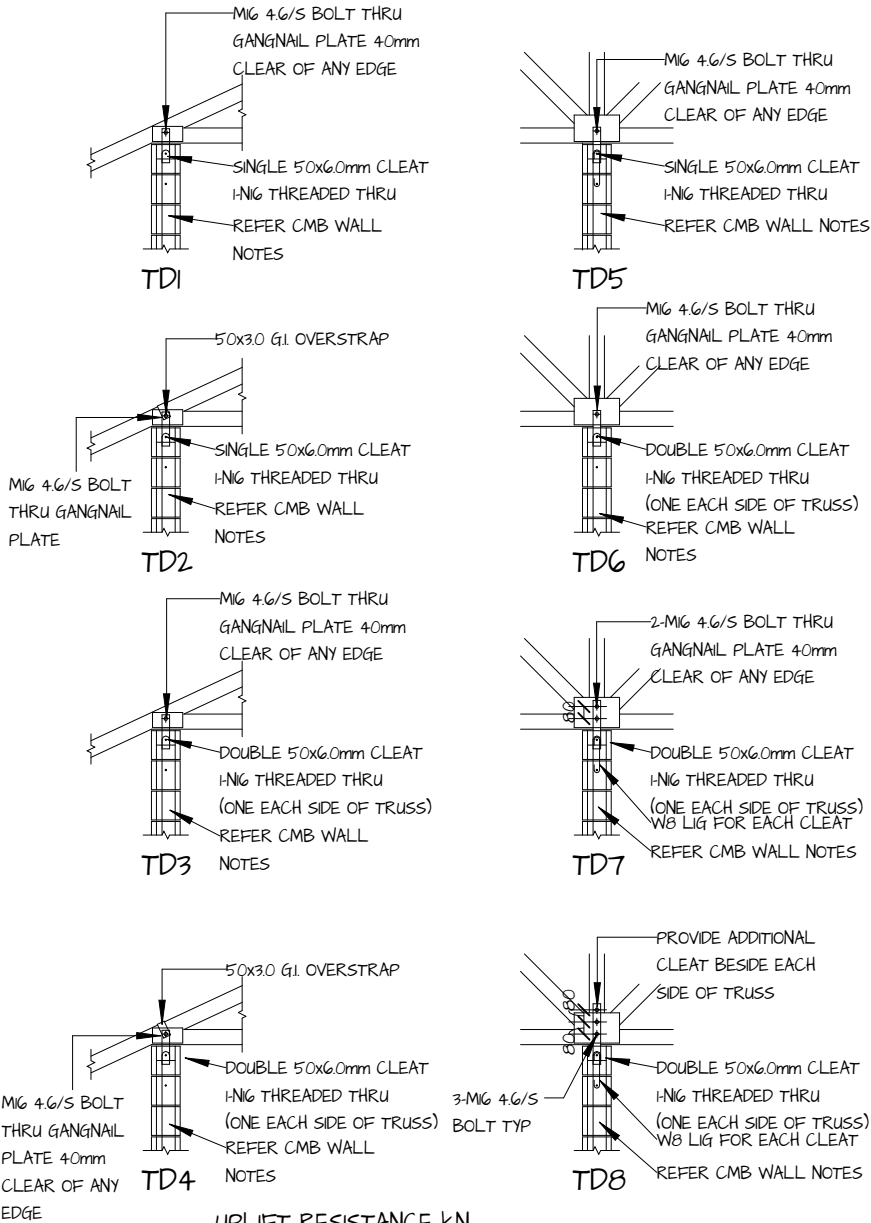 M16 4.6/S BOLT THRU
GANGNAIL PLATE 40mm
CLEAR OF ANY EDGE
SINGLE 50x6.0mm CLEAT
1-N16 THREADED THRU
REFER CMB WALL
NOTES
TD1
M16 4.6/S BOLT THRU
GANGNAIL PLATE 40mm
CLEAR OF ANY EDGE
SINGLE 50x6.0mm CLEAT
1-N16 THREADED THRU
REFER CMB WALL NOTES
TD5
50x3.0 G.I. OVERSTRAP
SINGLE 50x6.0mm CLEAT
1-N16 THREADED THRU
REFER CMB WALL
NOTES
M16 4.6/S BOLT
THRU GANGNAIL
PLATE
TD2
M16 4.6/S BOLT THRU
GANGNAIL PLATE 40mm
CLEAR OF ANY EDGE
DOUBLE 50x6.0mm CLEAT
1-N16 THREADED THRU
(ONE EACH SIDE OF TRUSS)
REFER CMB WALL
NOTES
TD6
M16 4.6/S BOLT THRU
GANGNAIL PLATE 40mm
CLEAR OF ANY EDGE
DOUBLE 50x6.0mm CLEAT
1-N16 THREADED THRU
(ONE EACH SIDE OF TRUSS)
REFER CMB WALL
NOTES
TD3
2-M16 4.6/S BOLT THRU
GANGNAIL PLATE 40mm
CLEAR OF ANY EDGE
80
DOUBLE 50x6.0mm CLEAT
1-N16 THREADED THRU
(ONE EACH SIDE OF TRUSS)
W8 LIG FOR EACH CLEAT
REFER CMB WALL NOTES
TD7
50x3.0 G.I. OVERSTRAP
DOUBLE 50x6.0mm CLEAT
1-N16 THREADED THRU
(ONE EACH SIDE OF TRUSS)
REFER CMB WALL
NOTES
M16 4.6/S BOLT
THRU GANGNAIL
PLATE 40mm
CLEAR OF ANY
EDGE
TD4
PROVIDE ADDITIONAL
CLEAT BESIDE EACH
SIDE OF TRUSS
80
80
DOUBLE 50x6.0mm CLEAT
1-N16 THREADED THRU
(ONE EACH SIDE OF TRUSS)
W8 LIG FOR EACH CLEAT
REFER CMB WALL NOTES
3-M16 4.6/S
BOLT TYP
TD8
UPLIFT RESISTANCE kN